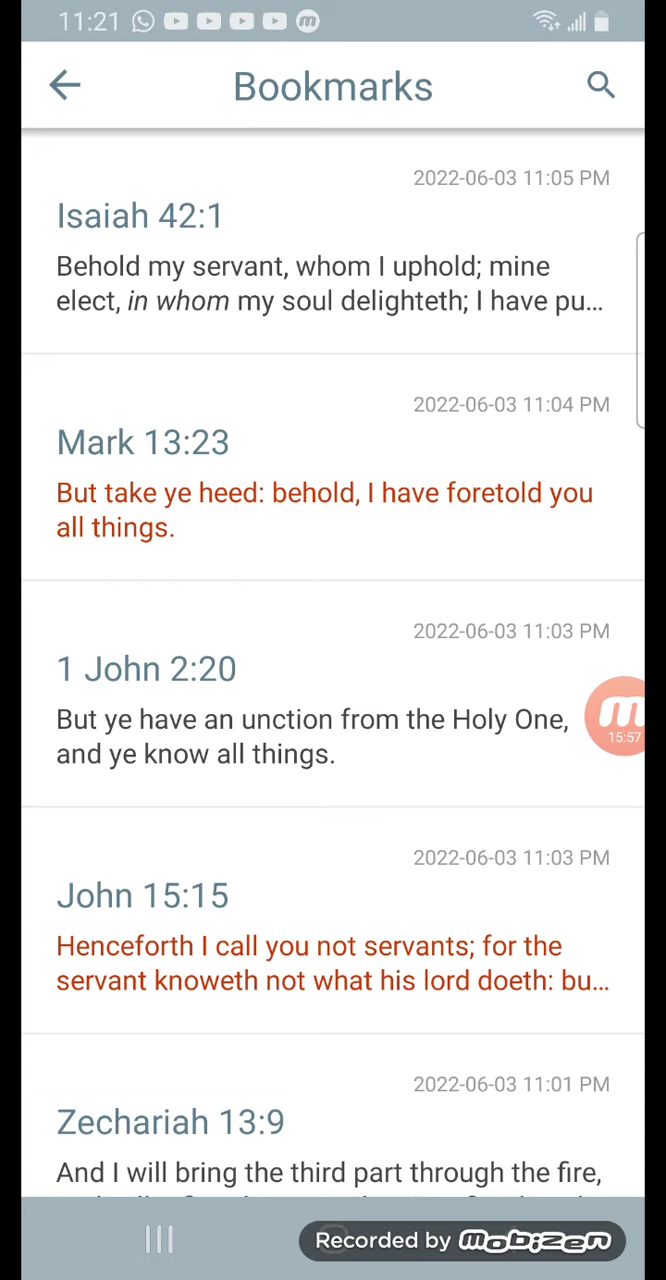 11:21
Bookmarks
2022-06-03 11:05 PM
Isaiah 42:1
Behold my servant, whom I uphold; mine
elect, in whom my soul delighteth; I have pu...
2022-06-03 11:04 PM
Mark 13:23
But take ye heed: behold, I have foretold you
all things.
2022-06-03 11:03 PM
1 John 2:20
But ye have an unction from the Holy One,
and ye know all things.
m
15:57
2022-06-03 11:03 PM
John 15:15
Henceforth I call you not servants; for the
servant knoweth not what his lord doeth: bu...
2022-06-03 11:01 PM
Zechariah 13:9
And I will bring the third part through the fire,
Recorded by mobizen